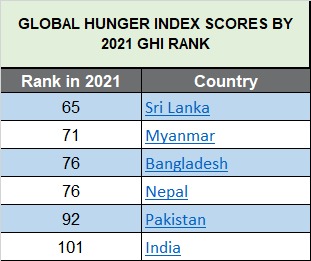 GLOBAL HUNGER INDEX SCORES BY
2021 GHI RANK
Rank in 2021 Country
65 Sri Lanka
71 Myanmar
76 Bangladesh
76 Nepal
92 Pakistan
101 India